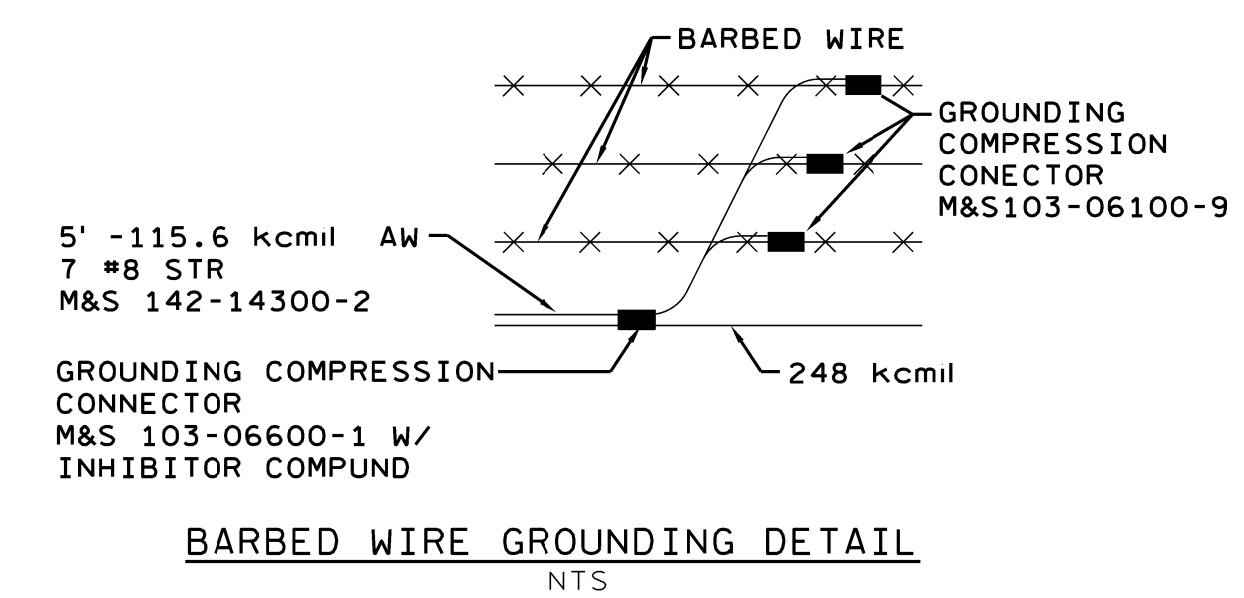 BARBED WIRE
GROUNDING
COMPRESSION
CONECTOR
M&S103-06100-9
5' -115.6 kcmil AW
7 #8 STR
M&S 142-14300-2
GROUNDING COMPRESSION
CONNECTOR
M&S 103-06600-1 W/
INHIBITOR COMPUND
248 kcmil
BARBED WIRE GROUNDING DETAIL
NTS